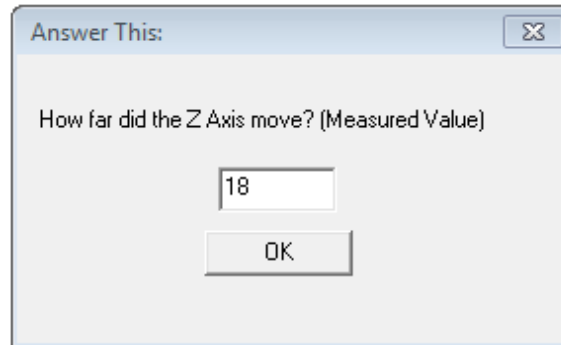 Answer This:
How far did the Z Axis move? (Measured Value)
18
OK